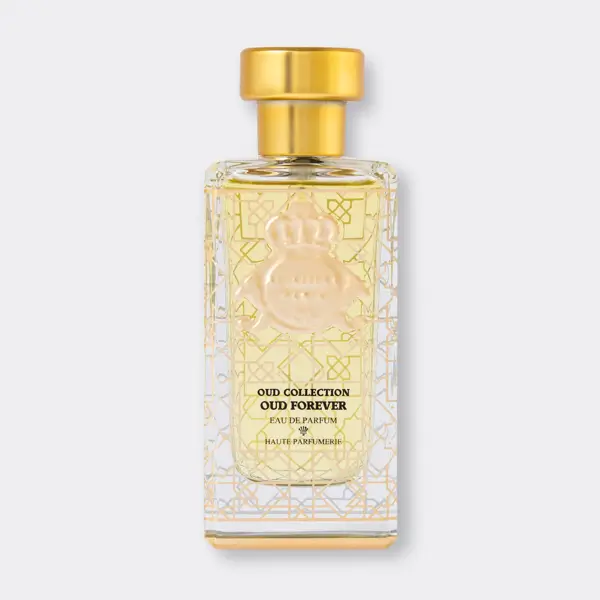 OUD COLLECTION
OUD FOREVER
EAU DE PARFUM
HAUTE PARFUMERIE